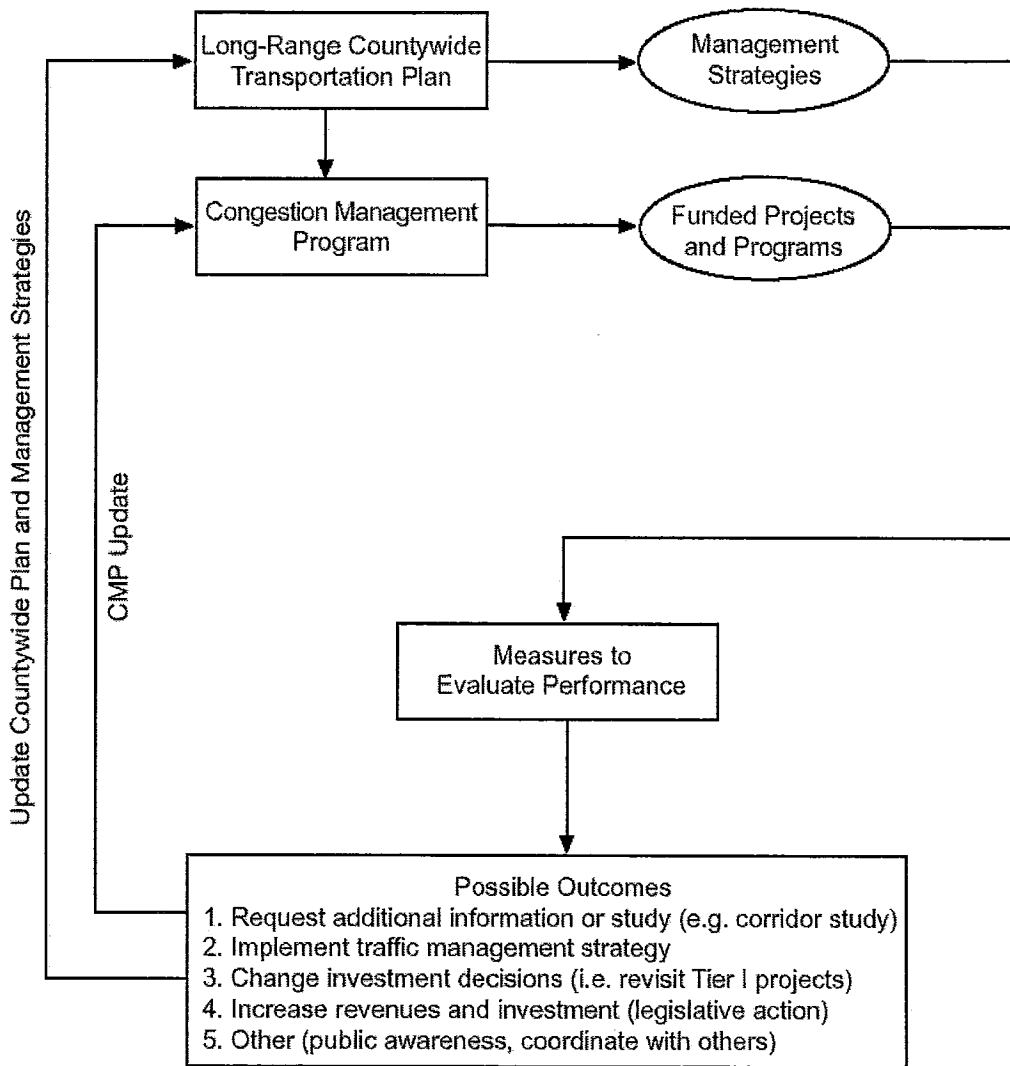 Long-Range Countywide
Transportation Plan
Management
Strategies
Congestion Management
Program
Funded Projects
and Programs
Update Countywide Plan and Management Strategies
CMP Update
Measures to
Evaluate Performance
Possible Outcomes
1. Request additional information or study (e.g. corridor study)
2. Implement traffic management strategy
3. Change investment decisions (i.e. revisit Tier I projects)
4. Increase revenues and investment (legislative action)
5. Other (public awareness, coordinate with others)